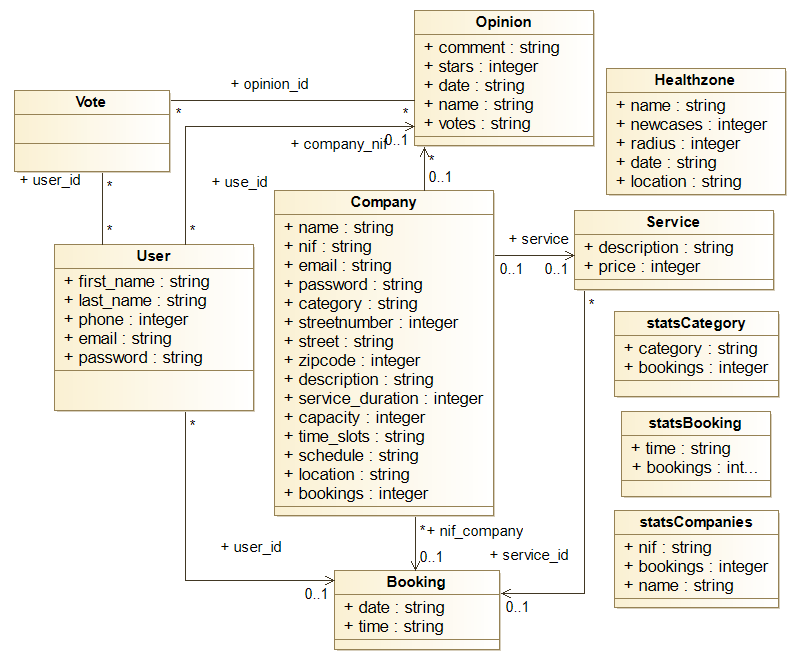 Opinion
+ comment : string
+ stars : integer
+ date : string
+ name : string
+ votes : string
Healthzone
+ name : string
+ newcases : integer
+ radius : integer
+ date : string
+ location : string
Vote
+ opinion_id
*
*
+ company_nif
0..1
+ user_id
*
*
+ use_id
*
*
0..1
User
+ first_name : string
+ last_name : string
+ phone : integer
+ email : string
+ password : string
Company
+ name : string
+ nif : string
+ email : string
+ password : string
+ category : string
+ streetnumber : integer
+ street : string
+ zipcode : integer
+ description : string
+ service_duration : integer
+ capacity : integer
+ time_slots : string
+ schedule : string
+ location : string
+ bookings : integer
+ service
0..1
0..1
Service
+ description : string
+ price : integer
*
statsCategory
+ category : string
+ bookings : integer
statsBooking
+ time : string
+ bookings : int...
statsCompanies
+ nif : string
+ bookings : integer
+ name : string
*
+ user_id
0..1
*+ nif_company
0..1
+ service_id
0..1
Booking
+ date : string
+ time : string